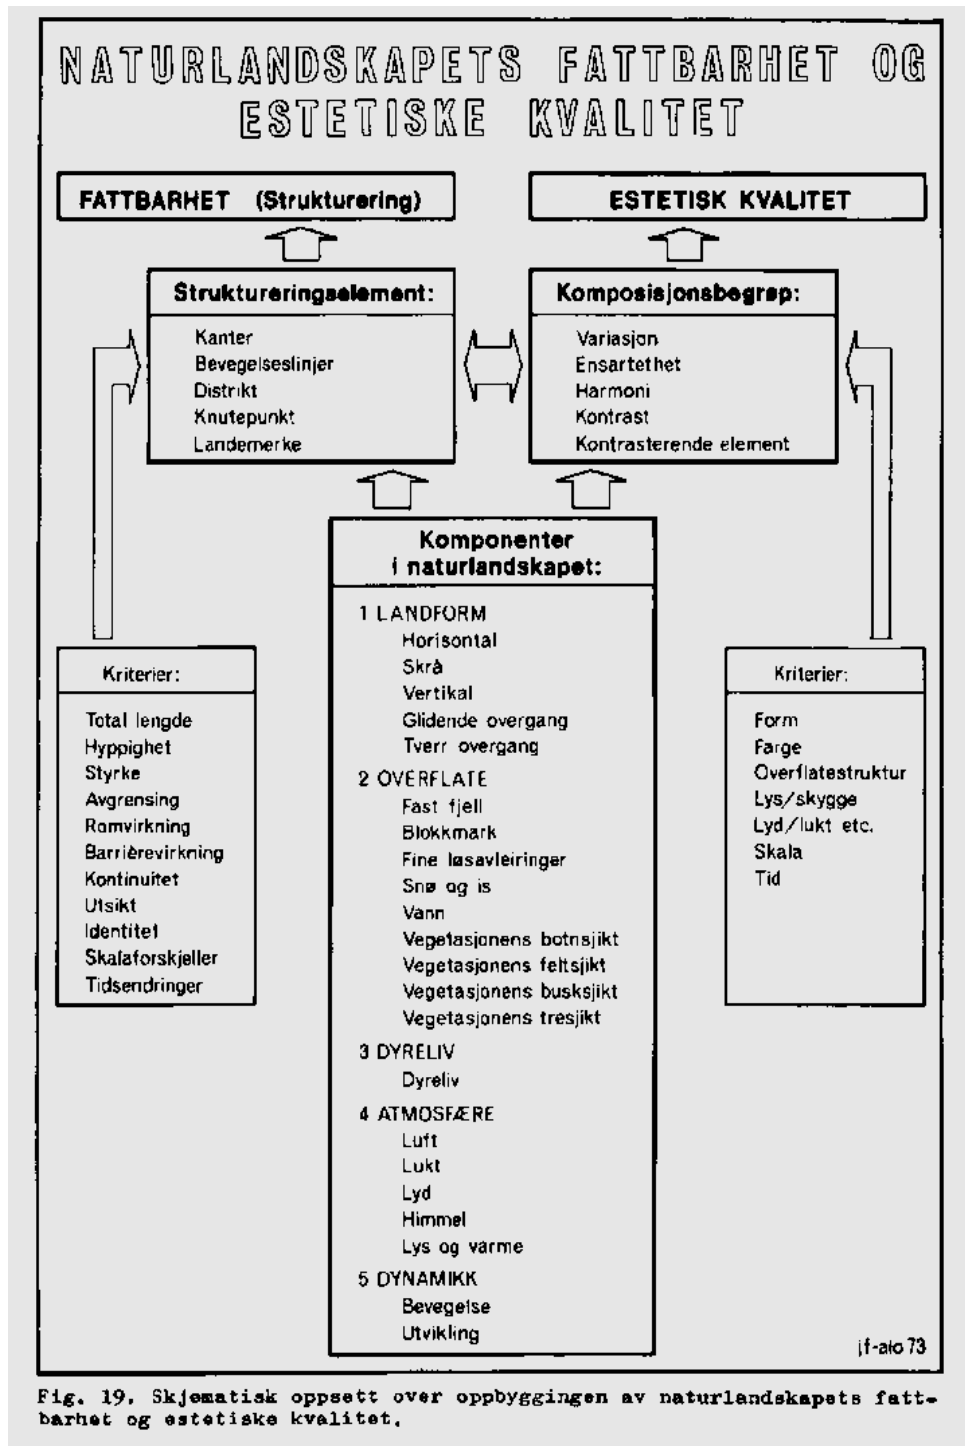 NATURLANDSKAPETS FATTBARHET OG
ESTETISKE KVALITET
FATTBARHET (Strukturering)
ESTETISK KVALITET
Struktureringselement:
Kanter
Bevegelseslinjer
Distrikt
Knutepunkt
Landemerke
Komposisjonsbegrep:
Variasjon
Ensartethet
Harmoni
Kontrast
Kontrasterende element
Komponenter
i naturlandskapet:
1 LANDFORM
Horisontal
Skrå
Vertikal
Glidende overgang
Tverr overgang
2 OVERFLATE
Fast fjell
Blokkmark
Fine løsavleiringer
Snø og is
Vann
Vegetasjonens botnsjikt
Vegetasjonens feltsjikt
Vegetasjonens busksjikt
Vegetasjonens tresjikt
3 DYRELIV
Dyreliv
4 ATMOSFÆRE
Luft
Lukt
Lyd
Himmel
Lys og varme
5 DYNAMIKK
Bevegelse
Utvikling
Kriterier:
Total lengde
Hyppighet
Styrke
Avgrensing
Romvirkning
Barrièrevirkning
Kontinuitet
Utsikt
Identitet
Skalaforskjeller
Tidsendringer
Kriterier:
Form
Farge
Overflatestruktur
Lys/skygge
Lyd/lukt etc.
Skala
Tid
73
Fig. 19. Skjematisk oppsett over oppbyggingen av naturlandskapets fatt-
barhet og estetiske kvalitet.